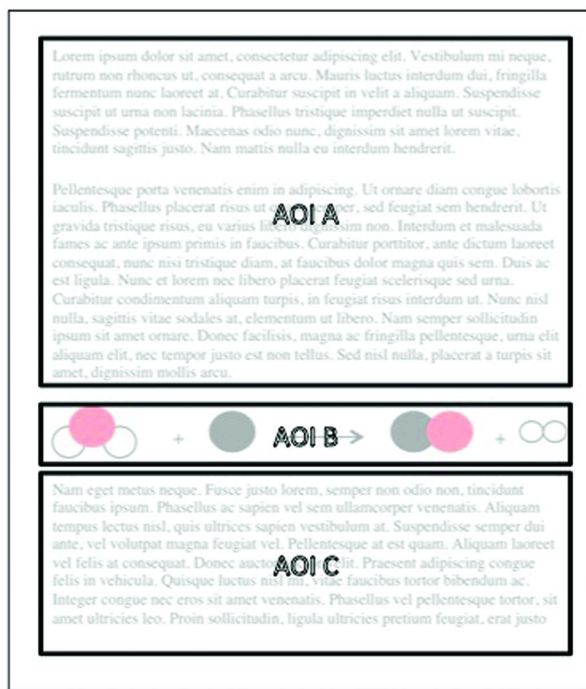 Lorem ipsum dolor sit amet, consectetur adipiscing elit. Vestibulum mi neque,
rutrum non rhoncus ut, consequat a arcu. Mauris luctus interdum dui, fringilla
fermentum nunc laoreet at. Curabitur suscipit in velit a aliquam. Suspendisse
suscipit ut urna non lacinia. Phasellus tristique imperdiet nulla ut suscipit.
Suspendisse potenti. Maecenas odio nunc, dignissim sit amet lorem vitae,
tincidunt sagittis justo. Nam mattis nulla eu interdum hendrerit.
Pellentesque porta venenatis enim in adipiscing. Ut ornare diam congue lobortis
iaculis. Phasellus placerat risus ut sed feugiat sem hendrerit. Ut
AOI A
gravida tristique risus, eu varius libero dignissim non. Interdum et malesuada
fames ac ante ipsum primis in faucibus. Curabitur porttitor, ante dictum laoreet
consequat, nunc nisi tristique diam, at faucibus dolor magna quis sem. Duis ac
est ligula. Nunc et lorem nec libero placerat feugiat scelerisque sed urna.
Curabitur condimentum aliquam turpis, in feugiat risus interdum ut. Nunc nisl
nulla, sagittis vitae sodales at, elementum ut libero. Nam semper sollicitudin
ipsum sit amet ornare. Donec facilisis, magna ac fringilla pellentesque, urna elit
aliquam elit, nec tempor justo est non tellus. Sed nisl nulla, placerat a turpis sit
amet, dignissim mollis arcu.
+ AOI B +
Nam eget metus neque. Fusce justo lorem, semper non odio non, tincidunt
faucibus ipsum. Phasellus ac sapien vel sem ullamcorper venenatis. Aliquam
tempus lectus nisl, quis ultrices sapien vestibulum at. Suspendisse semper dui
ante, vel volutpat magna feugiat vel. Pellentesque at est quam. Aliquam laoreet
vel felis at consequat. Donec Praesent adipiscing congue
AOI C
felis in vehicula. Quisque luctus nisl mi, vitae faucibus tortor bibendum ac.
Integer congue nec eros sit amet venenatis. Phasellus vel pellentesque tortor, sit
amet ultricies leo. Proin sollicitudin, ligula ultricies pretium feugiat, erat justo